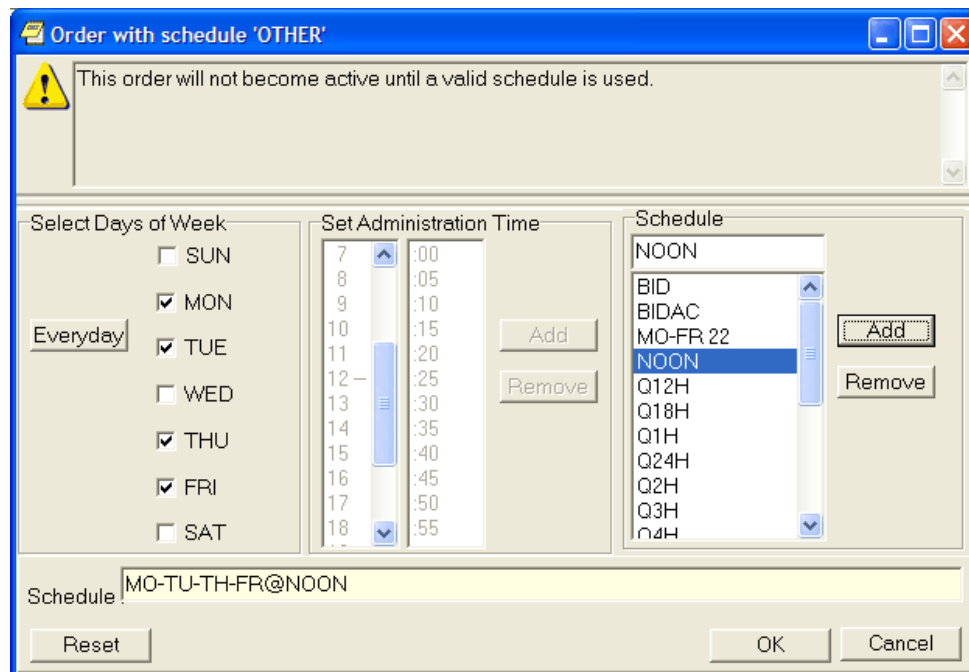 Order with schedule 'OTHER'
This order will not become active until a valid schedule is used.
Select Days of Week
SUN
MON
Everyday
TUE
WED
THU
FRI
SAT
Set Administration Time
7 :00
8 :05
9 :10
10 :15
11 :20
12 – :25
13 :30
14 :35
15 :40
16 :45
17 :50
18 :55
Add
Remove
Schedule
NOON
BID
BIDAC
MO-FR 22
NOON
Q12H
Q18H
Q1H
Q24H
Q2H
Q3H
Q4H
Add
Remove
Schedule : MO-TU-TH-FR@NOON
Reset
OK
Cancel